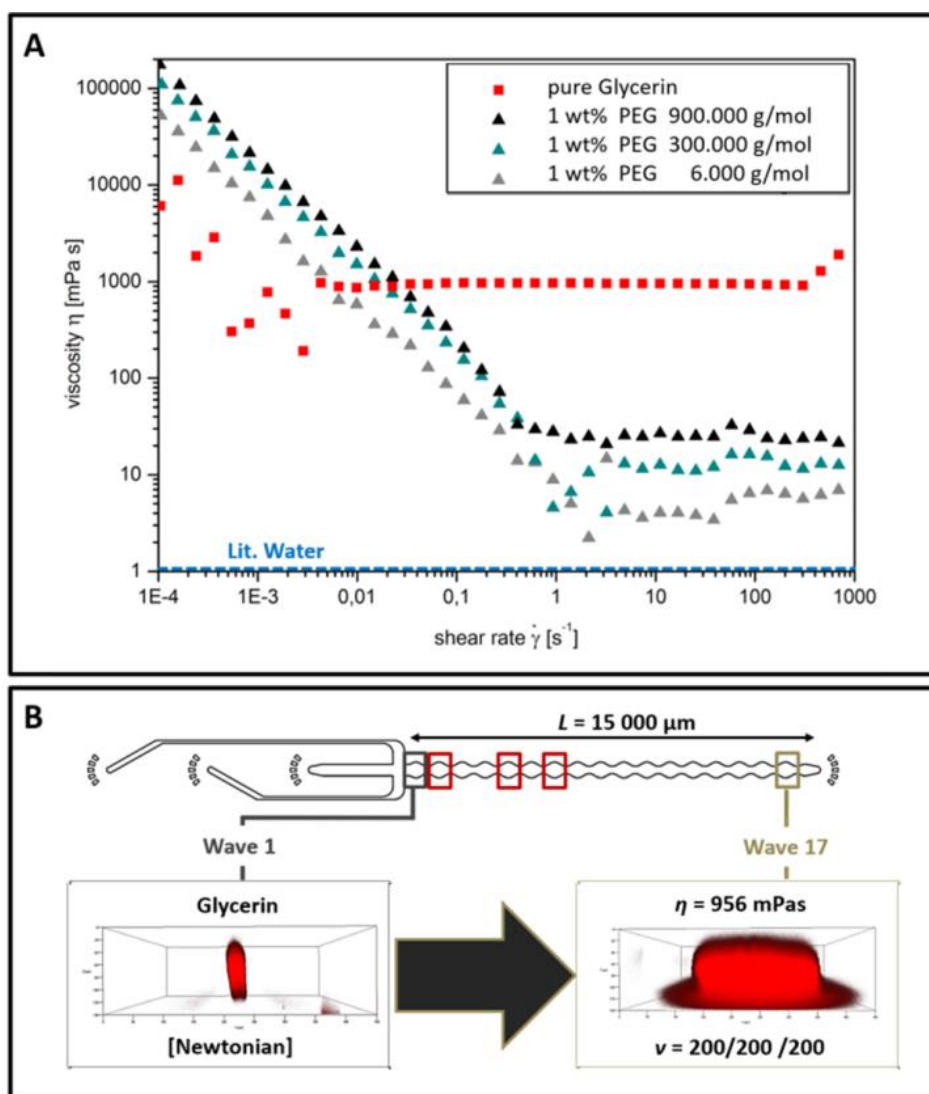 A
100000
10000
1000
100
10
1
viscosity η [mPa s]
pure Glycerin
1 wt% PEG 900.000 g/mol
1 wt% PEG 300.000 g/mol
1 wt% PEG 6.000 g/mol
Lit. Water
1E-4 1E-3 0,01 0,1 1 10 100 1000
shear rate γ̇ [s⁻¹]
B
L = 15 000 µm
Wave 1
Wave 17
Glycerin
[Newtonian]
η = 956 mPas
v = 200/200 /200